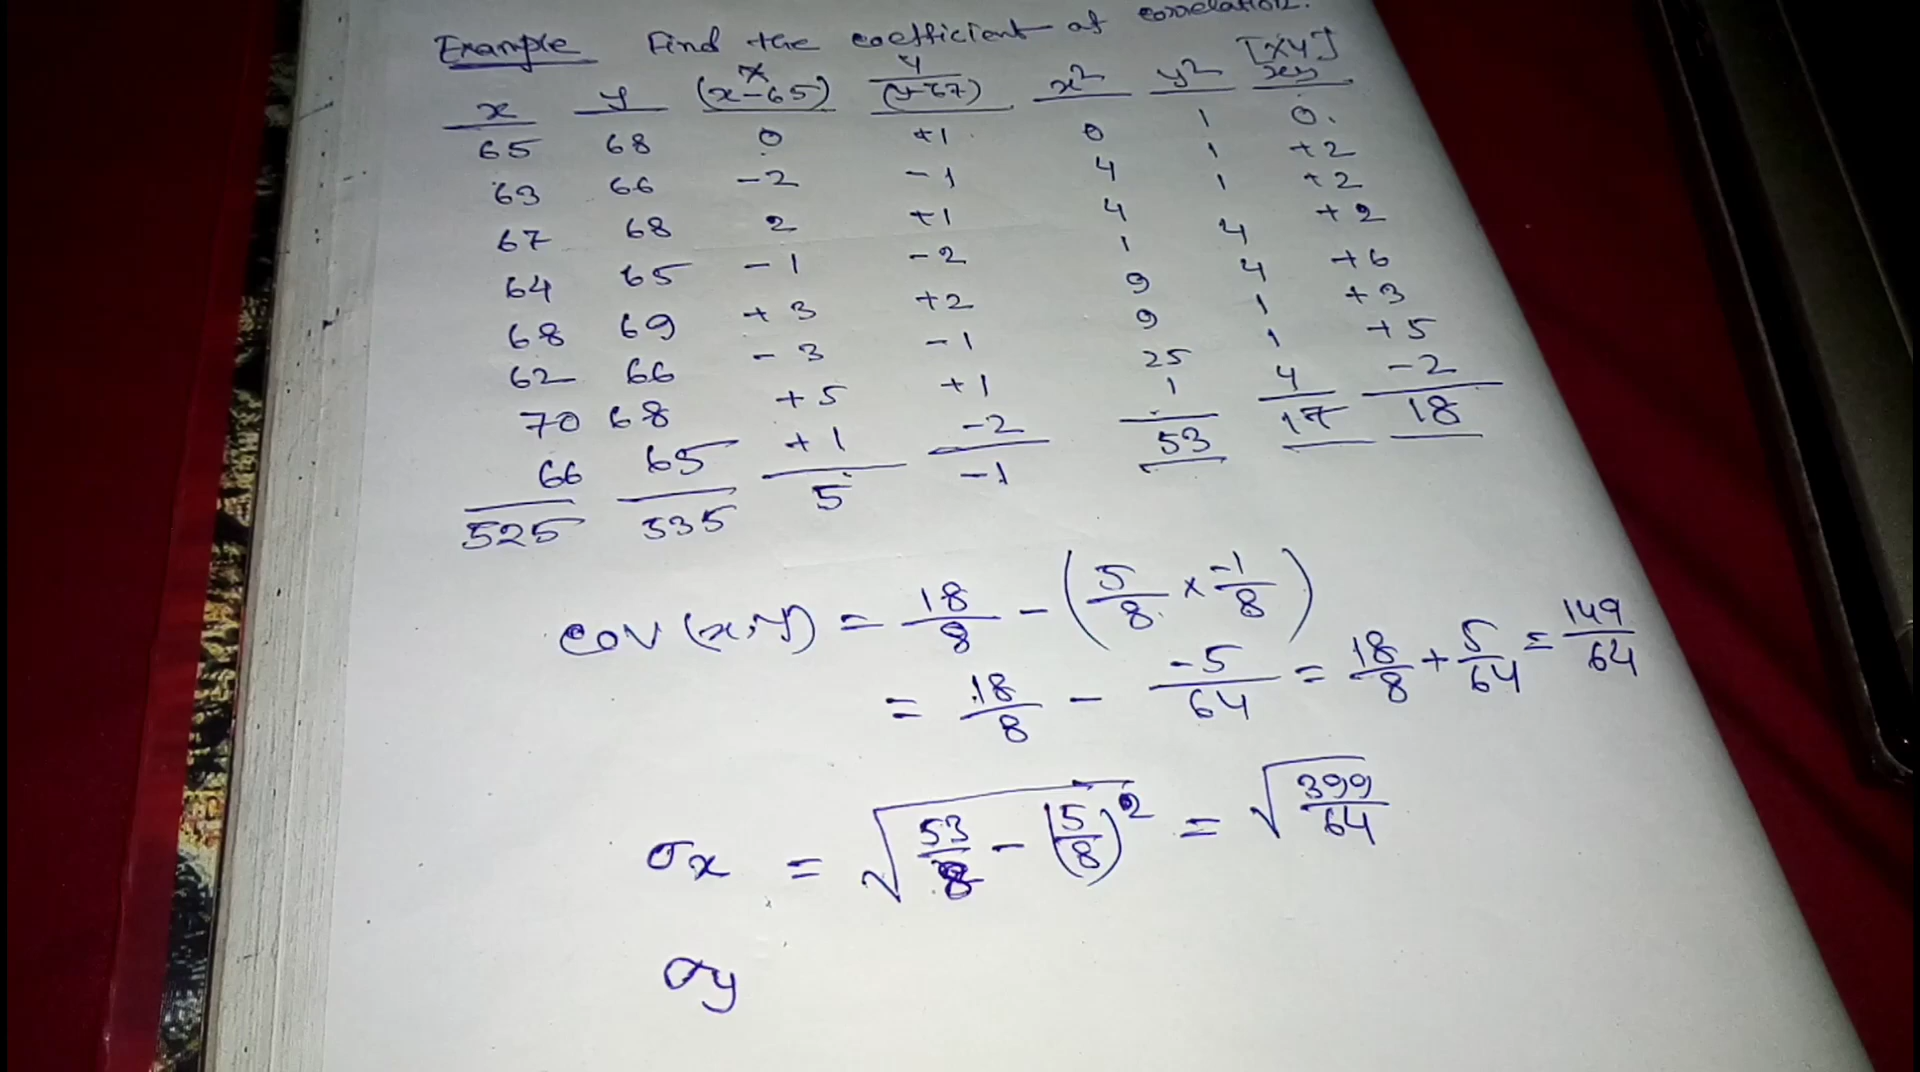 Example Find the coefficient of correlation.
x y X (x-65) Y (y-67) x² y² [XY] xy
65 68 0 +1 0 1 0
63 66 -2 -1 4 1 +2
67 68 2 +1 4 1 +2
64 65 -1 -2 1 4 +2
68 69 +3 +2 9 4 +6
62 66 -3 -1 9 1 +3
70 68 +5 +1 25 1 +5
66 65 +1 -2 1 4 -2
525 535 5 -1 53 17 18
cov (x,y) = 18/8 - (5/8 × -1/8)
= 18/8 - -5/64 = 18/8 + 5/64 = 149/64
σx = √(53/8 - (5/8)²) = √(399/64)
σy